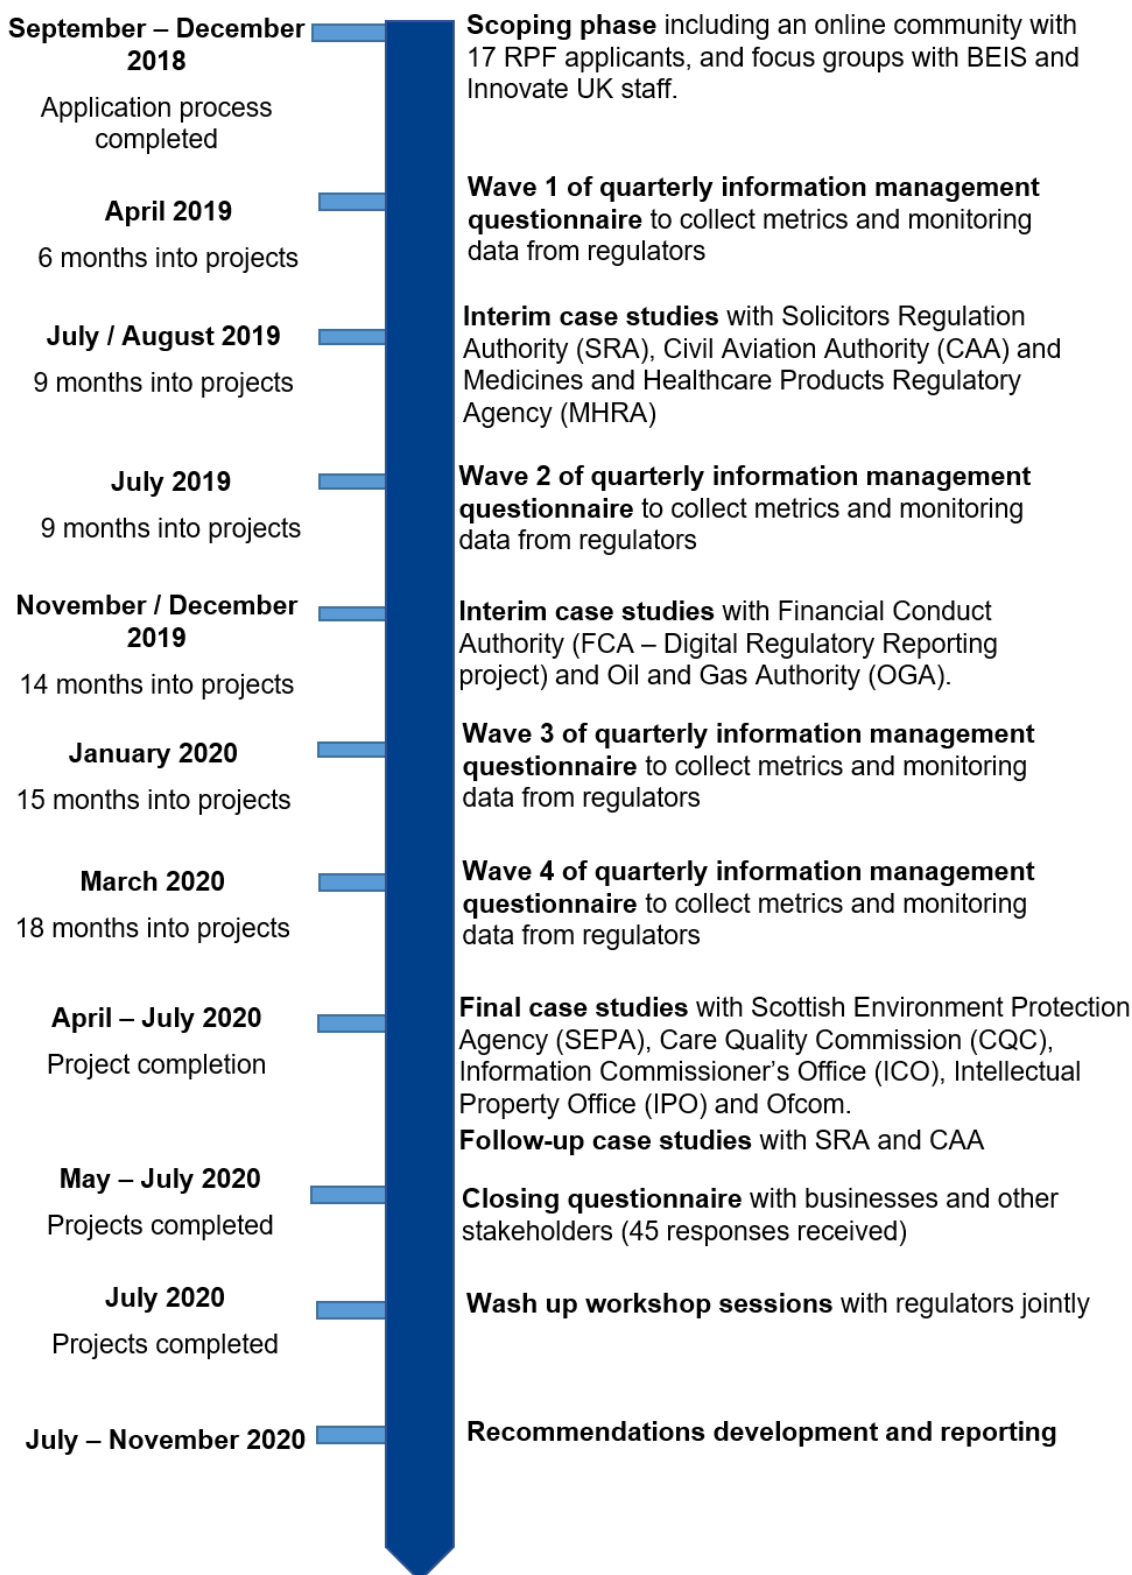 September – December
2018
Application process
completed
Scoping phase including an online community with
17 RPF applicants, and focus groups with BEIS and
Innovate UK staff.
April 2019
6 months into projects
Wave 1 of quarterly information management
questionnaire to collect metrics and monitoring
data from regulators
July / August 2019
9 months into projects
Interim case studies with Solicitors Regulation
Authority (SRA), Civil Aviation Authority (CAA) and
Medicines and Healthcare Products Regulatory
Agency (MHRA)
July 2019
9 months into projects
Wave 2 of quarterly information management
questionnaire to collect metrics and monitoring
data from regulators
November / December
2019
14 months into projects
Interim case studies with Financial Conduct
Authority (FCA – Digital Regulatory Reporting
project) and Oil and Gas Authority (OGA).
January 2020
15 months into projects
Wave 3 of quarterly information management
questionnaire to collect metrics and monitoring
data from regulators
March 2020
18 months into projects
Wave 4 of quarterly information management
questionnaire to collect metrics and monitoring
data from regulators
April – July 2020
Project completion
Final case studies with Scottish Environment Protection
Agency (SEPA), Care Quality Commission (CQC),
Information Commissioner's Office (ICO), Intellectual
Property Office (IPO) and Ofcom.
Follow-up case studies with SRA and CAA
May – July 2020
Projects completed
Closing questionnaire with businesses and other
stakeholders (45 responses received)
July 2020
Projects completed
Wash up workshop sessions with regulators jointly
July – November 2020
Recommendations development and reporting